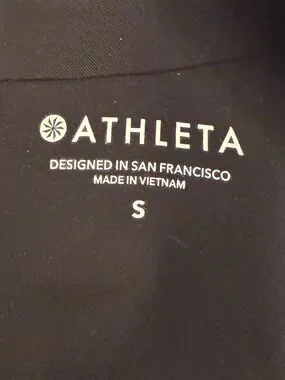 ATHLETA
DESIGNED IN SAN FRANCISCO
MADE IN VIETNAM
S